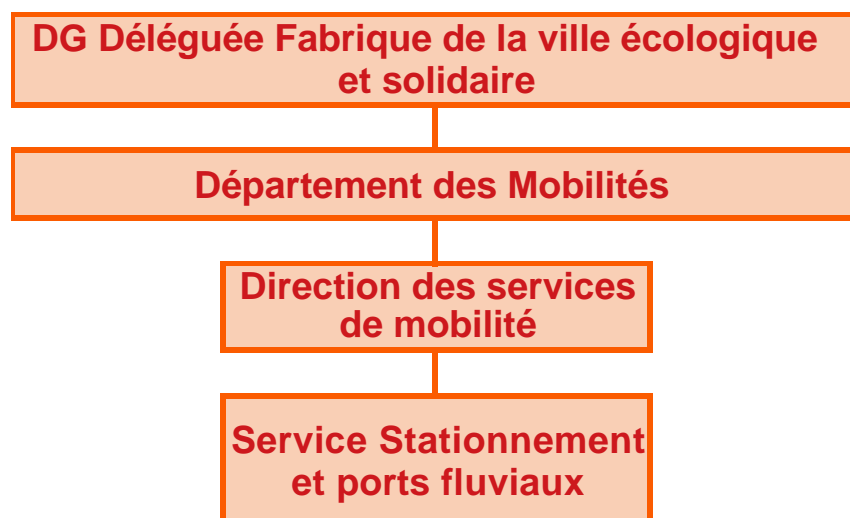 DG Déléguée Fabrique de la ville écologique
et solidaire
Département des Mobilités
Direction des services
de mobilité
Service Stationnement
et ports fluviaux